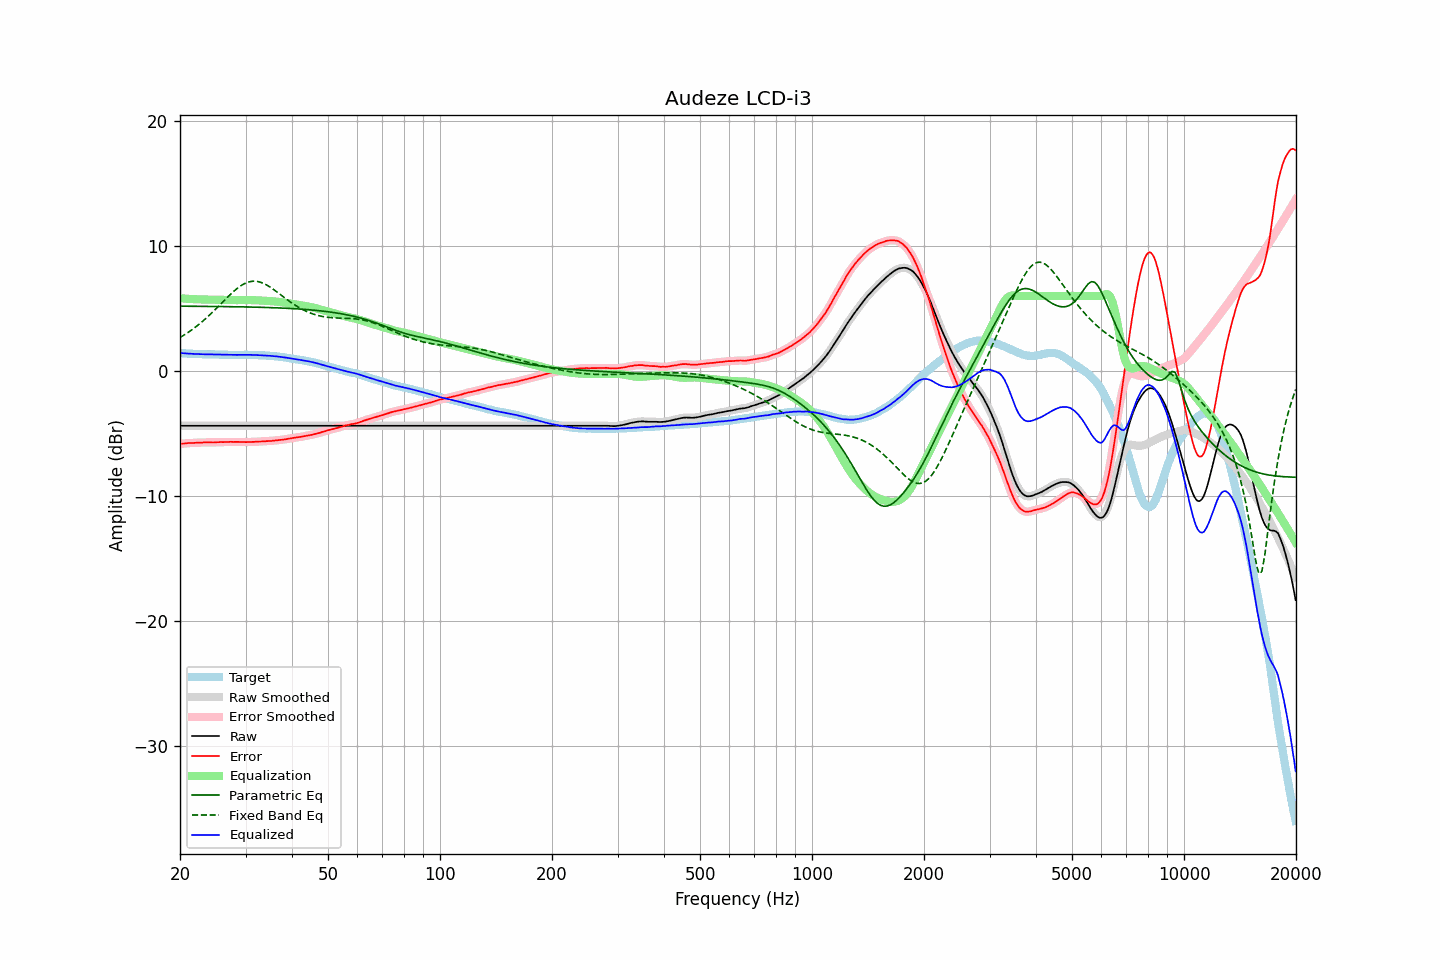 Audeze LCD-i3
Amplitude (dBr)
20
10
0
−10
−20
−30
Target
Raw Smoothed
Error Smoothed
Raw
Error
Equalization
Parametric Eq
Fixed Band Eq
Equalized
20 50 100 200 500 1000 2000 5000 10000 20000
Frequency (Hz)